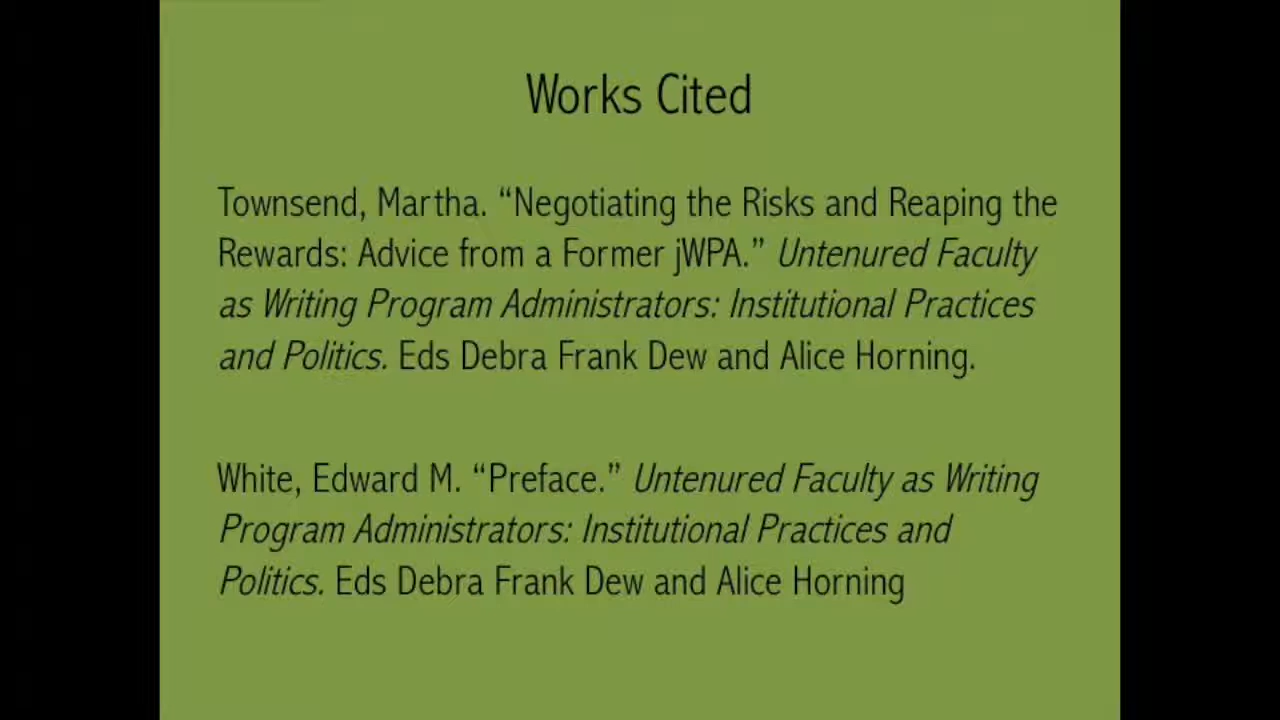 Works Cited
Townsend, Martha. “Negotiating the Risks and Reaping the
Rewards: Advice from a Former jWPA.” Untenured Faculty
as Writing Program Administrators: Institutional Practices
and Politics. Eds Debra Frank Dew and Alice Horning.
White, Edward M. “Preface.” Untenured Faculty as Writing
Program Administrators: Institutional Practices and
Politics. Eds Debra Frank Dew and Alice Horning